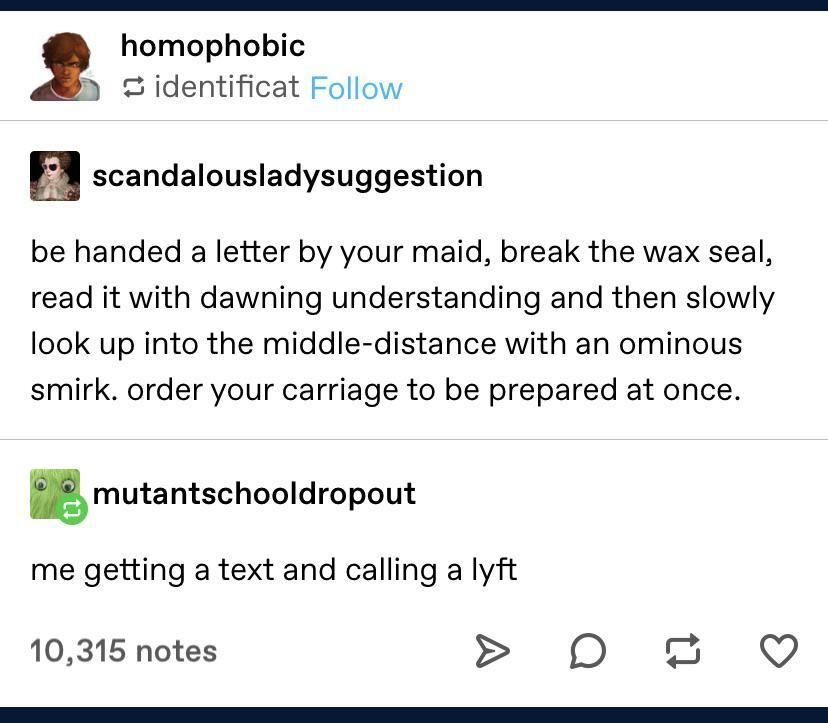 homophobic
identificat Follow
scandalousladysuggestion
be handed a letter by your maid, break the wax seal,
read it with dawning understanding and then slowly
look up into the middle-distance with an ominous
smirk. order your carriage to be prepared at once.
mutantschooldropout
me getting a text and calling a lyft
10,315 notes